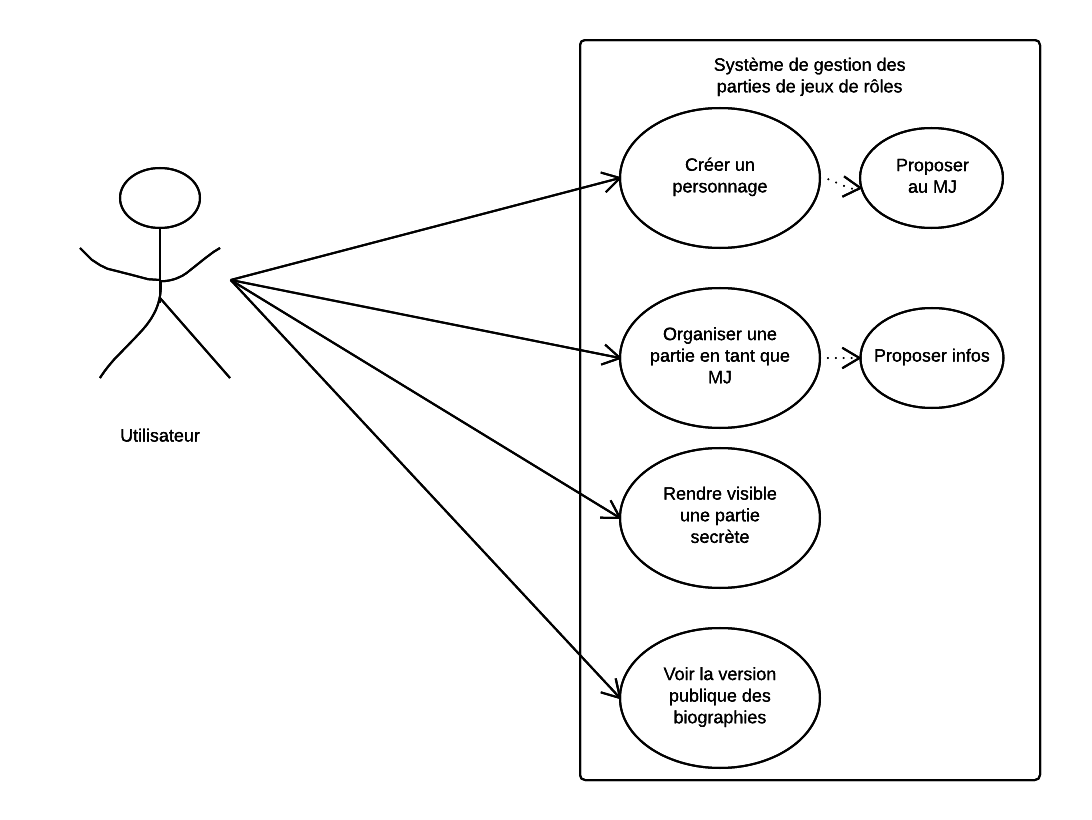 Système de gestion des
parties de jeux de rôles
Créer un
personnage
Proposer
au MJ
Organiser une
partie en tant que
MJ
Proposer infos
Utilisateur
Rendre visible
une partie
secrète
Voir la version
publique des
biographies